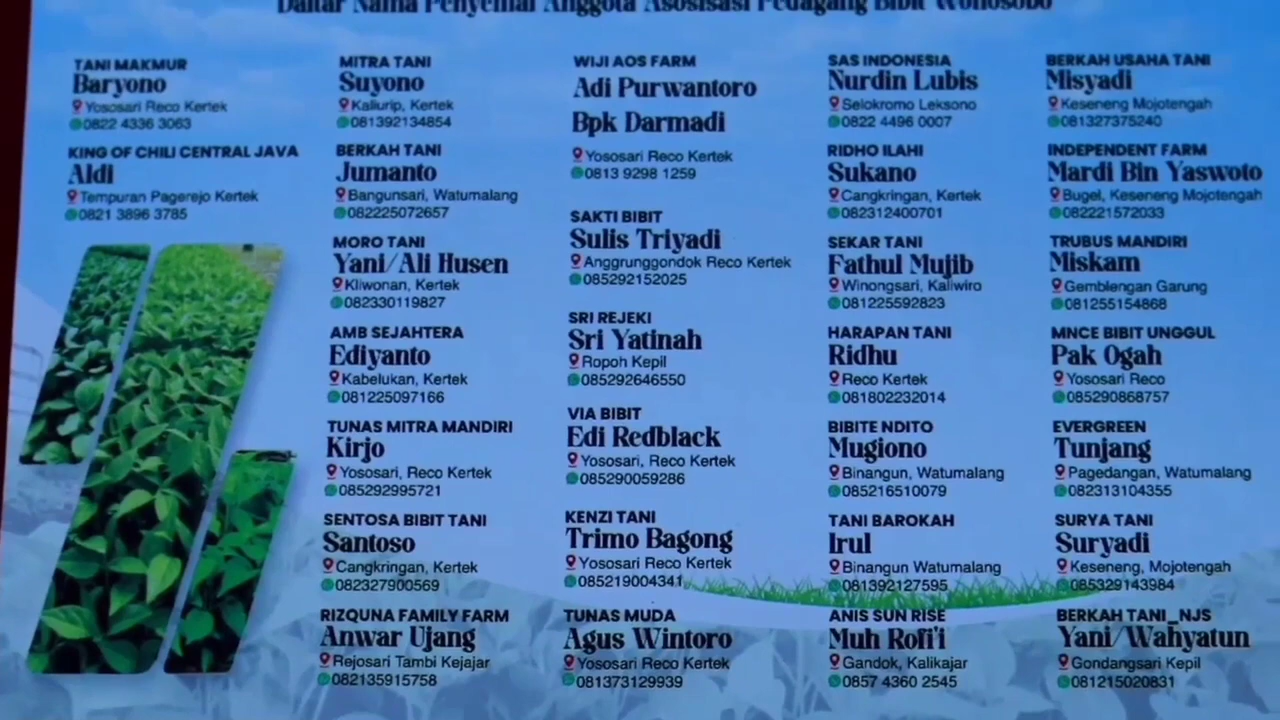 Daftar Nama Penyemai Anggota Asosisasi Pedagang Bibit Wonosobo
TANI MAKMUR
Baryono
Yososari Reco Kertek
0822 4336 3063
KING OF CHILI CENTRAL JAVA
Aldi
Tempuran Pagerejo Kertek
0821 3896 3785
MITRA TANI
Suyono
Kaliurip, Kertek
081392134854
BERKAH TANI
Jumanto
Bangunsari, Watumalang
082225072657
MORO TANI
Yani/Ali Husen
Kliwonan, Kertek
082330119827
AMB SEJAHTERA
Ediyanto
Kabelukan, Kertek
081225097166
TUNAS MITRA MANDIRI
Kirjo
Yososari, Reco Kertek
085292995721
SENTOSA BIBIT TANI
Santoso
Cangkringan, Kertek
082327900569
RIZQUNA FAMILY FARM
Anwar Ujang
Rejosari Tambi Kejajar
082135915758
WIJI AOS FARM
Adi Purwantoro
Bpk Darmadi
Yososari Reco Kertek
0813 9298 1259
SAKTI BIBIT
Sulis Triyadi
Anggrunggondok Reco Kertek
085292152025
SRI REJEKI
Sri Yatinah
Ropoh Kepil
085292646550
VIA BIBIT
Edi Redblack
Yososari, Reco Kertek
085290059286
KENZI TANI
Trimo Bagong
Yososari Reco Kertek
085219004341
TUNAS MUDA
Agus Wintoro
Yososari Reco Kertek
081373129939
SAS INDONESIA
Nurdin Lubis
Selokromo Leksono
0822 4496 0007
RIDHO ILAHI
Sukano
Cangkringan, Kertek
082312400701
SEKAR TANI
Fathul Mujib
Winongsari, Kaliwiro
081225592823
HARAPAN TANI
Ridhu
Reco Kertek
081802232014
BIBITE NDITO
Mugiono
Binangun, Watumalang
085216510079
TANI BAROKAH
Irul
Binangun Watumalang
081392127595
ANIS SUN RISE
Muh Rofi'i
Gandok, Kalikajar
0857 4360 2545
BERKAH USAHA TANI
Misyadi
Keseneng Mojotengah
081327375240
INDEPENDENT FARM
Mardi Bin Yaswoto
Bugel, Keseneng Mojotengah
082221572033
TRUBUS MANDIRI
Miskam
Gemblengan Garung
081255154868
MNCE BIBIT UNGGUL
Pak Ogah
Yososari Reco
085290868757
EVERGREEN
Tunjang
Pagedangan, Watumalang
082313104355
SURYA TANI
Suryadi
Keseneng, Mojotengah
085329143984
BERKAH TANI_NJS
Yani/Wahyatun
Gondangsari Kepil
081215020831